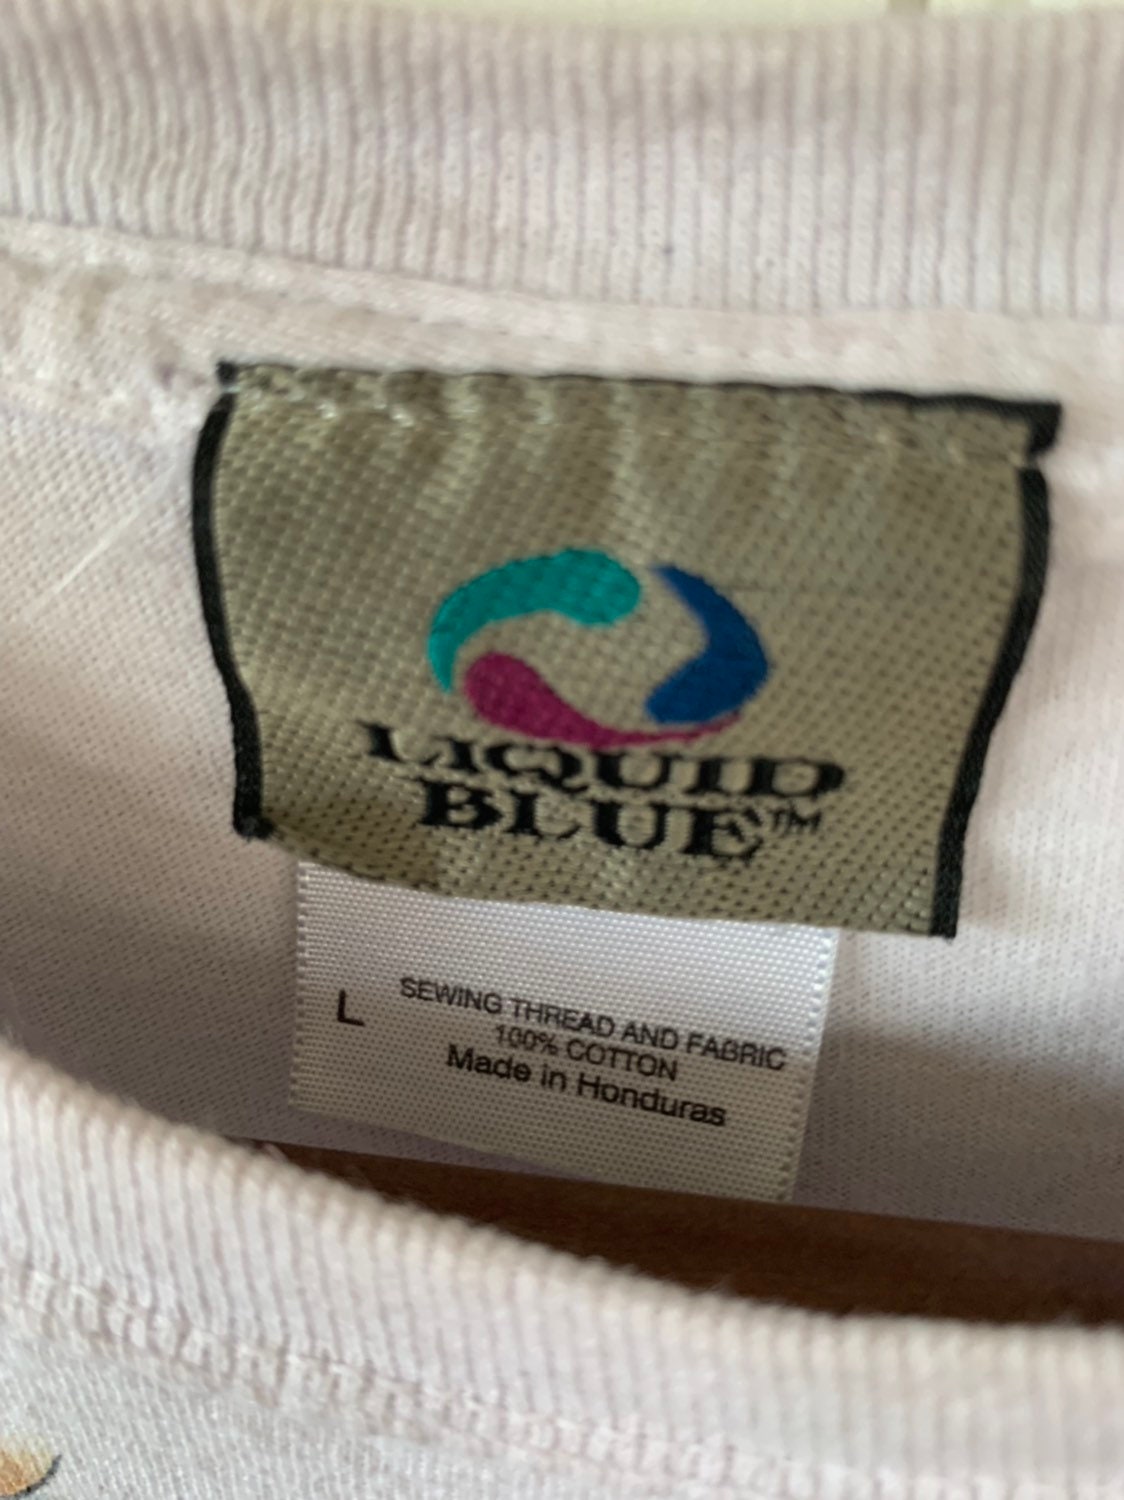 LIQUID
BLUE™
L
SEWING THREAD AND FABRIC
100% COTTON
Made in Honduras